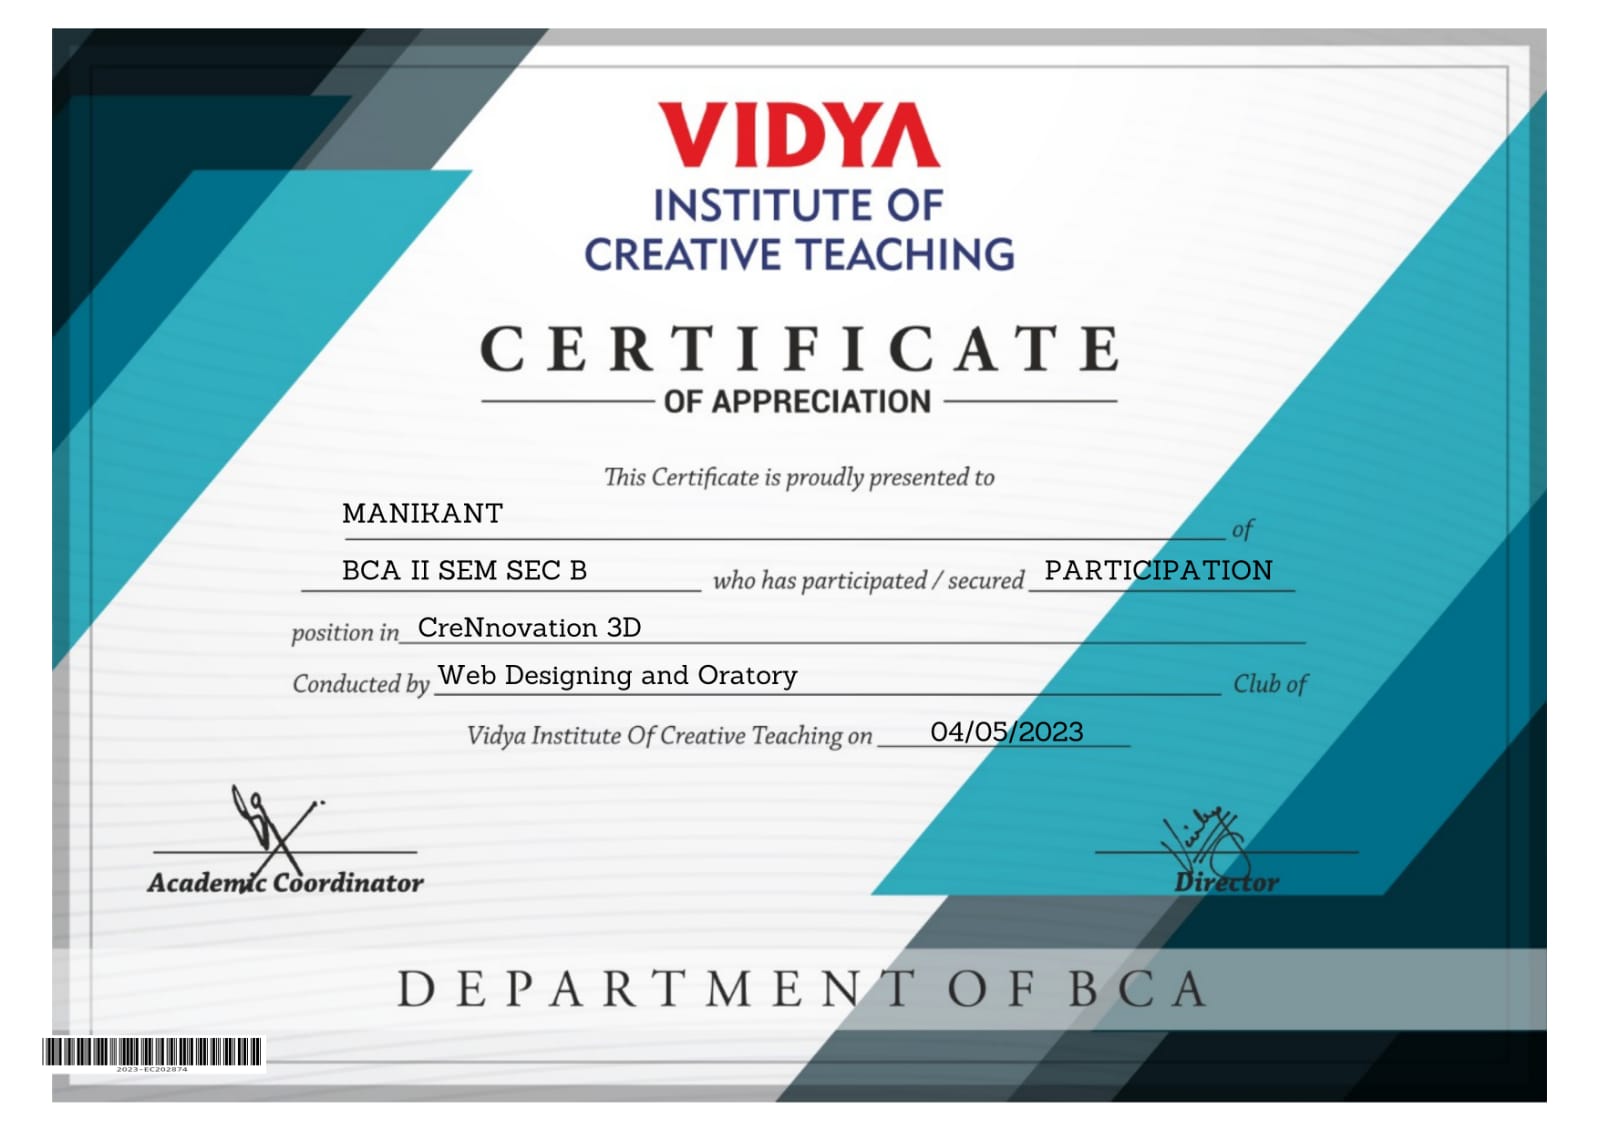 VIDYA
INSTITUTE OF
CREATIVE TEACHING
CERTIFICATE
OF APPRECIATION
This Certificate is proudly presented to
MANIKANT of
BCA II SEM SEC B who has participated / secured PARTICIPATION
position in CreNnovation 3D
Conducted by Web Designing and Oratory Club of
Vidya Institute Of Creative Teaching on 04/05/2023
Academic Coordinator
Director
DEPARTMENT OF BCA
2023-EC202874